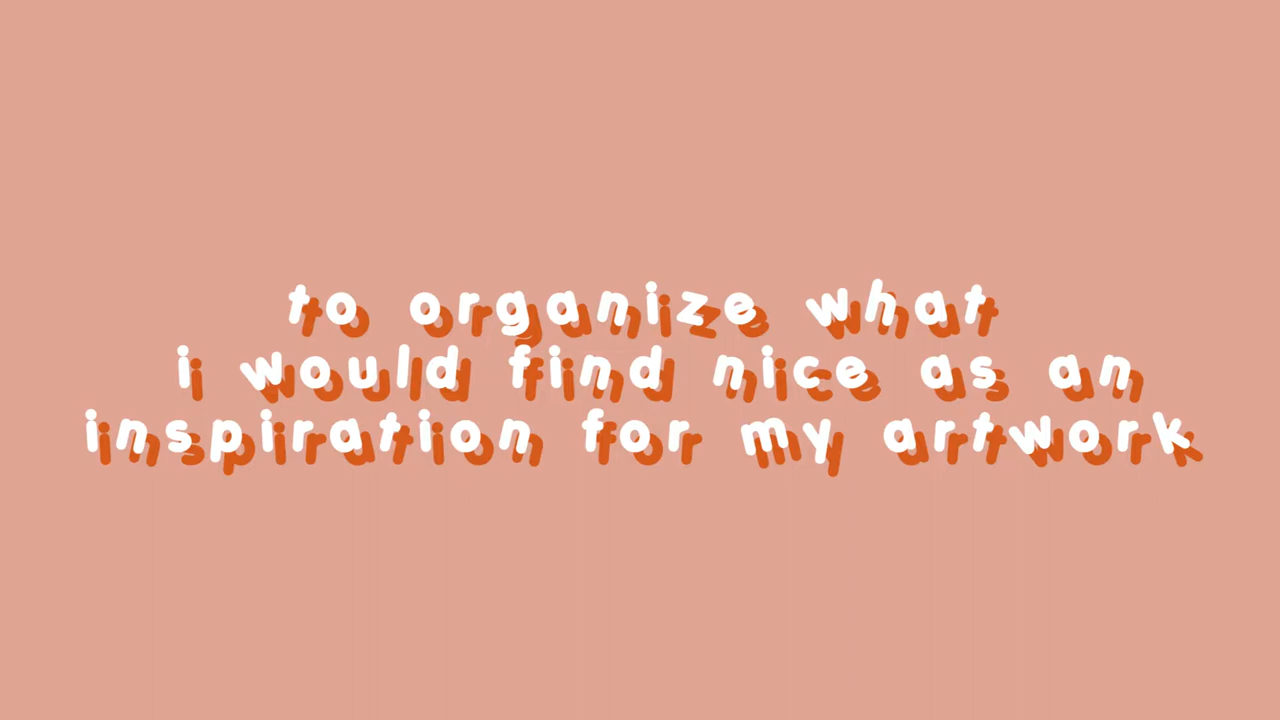 to organize what
i would find nice as an
inspiration for my artwork